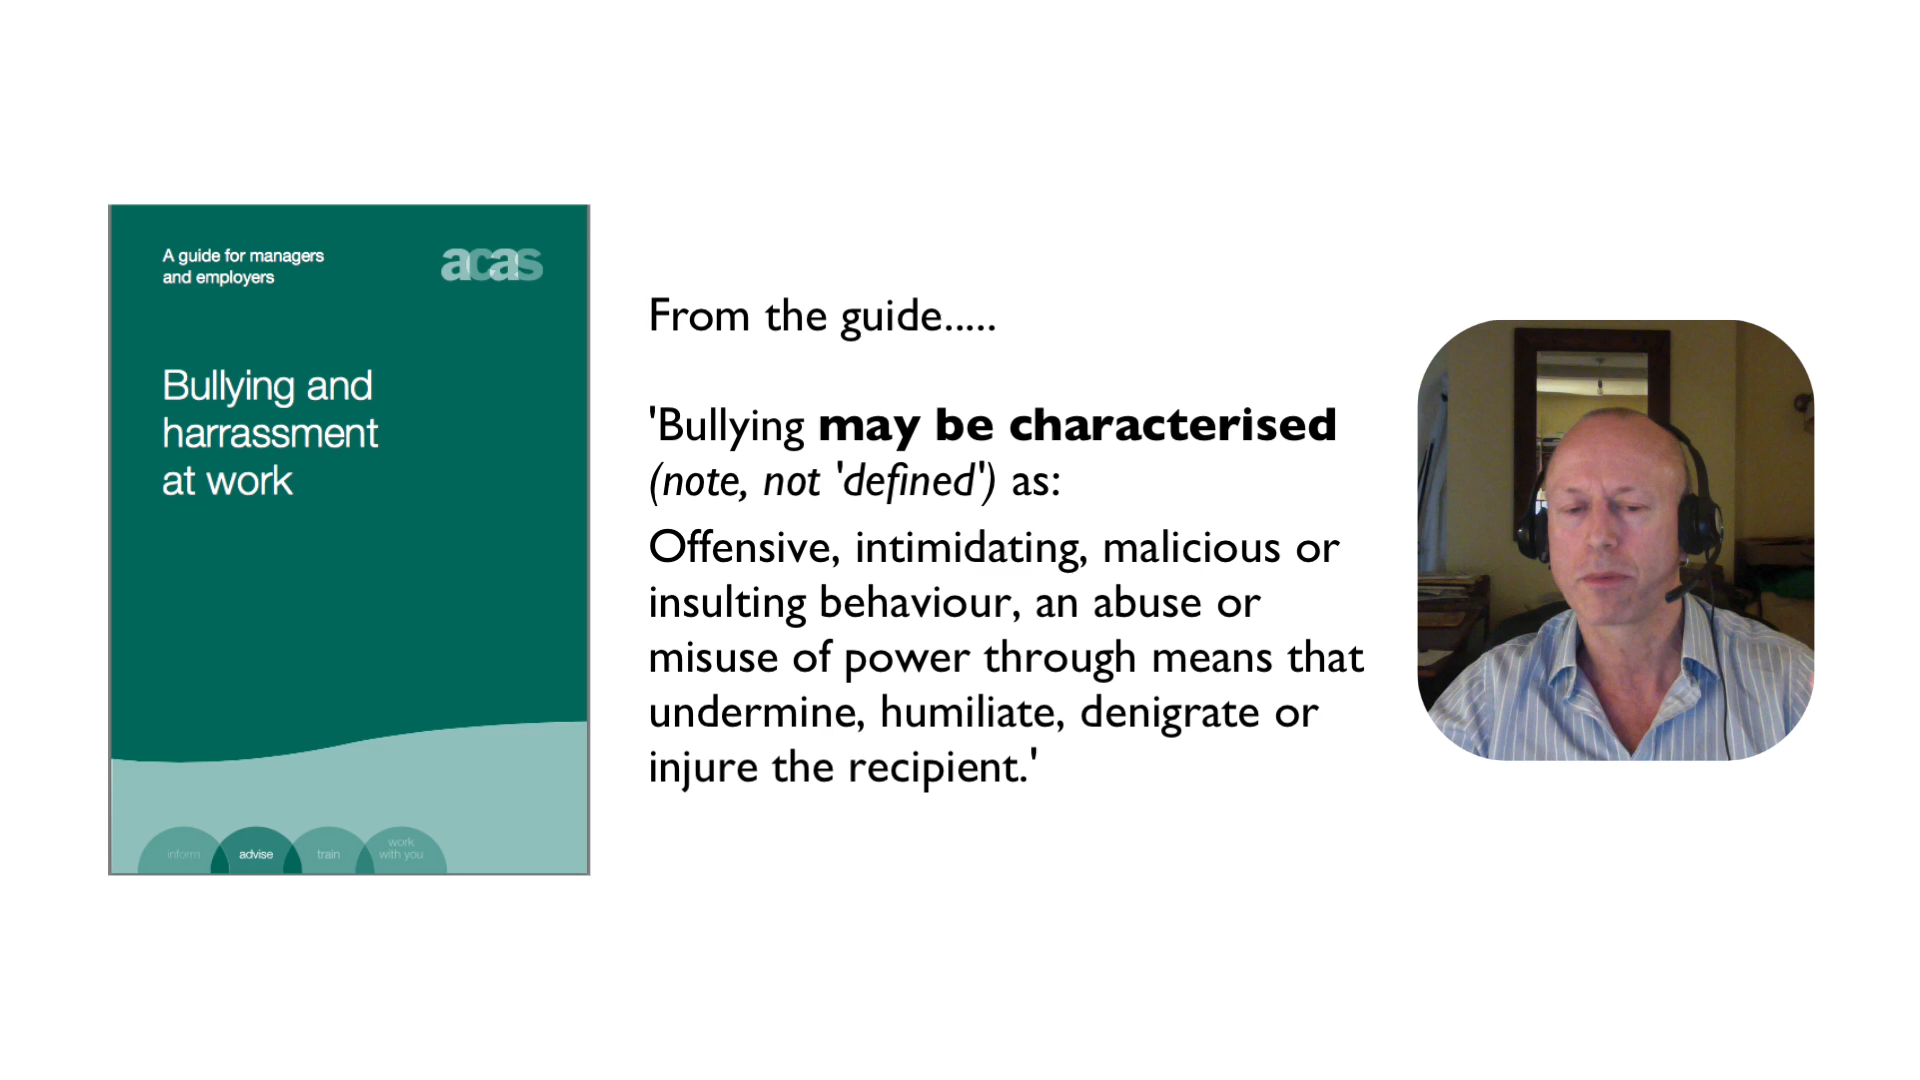 A guide for managers
and employers
acas
Bullying and
harrassment
at work
inform
advise
train
work
with you
From the guide.....
'Bullying may be characterised
(note, not 'defined') as:
Offensive, intimidating, malicious or
insulting behaviour, an abuse or
misuse of power through means that
undermine, humiliate, denigrate or
injure the recipient.'